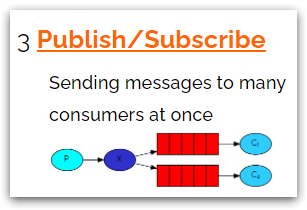 3 Publish/Subscribe
Sending messages to many
consumers at once
P
X
C₁
C₂